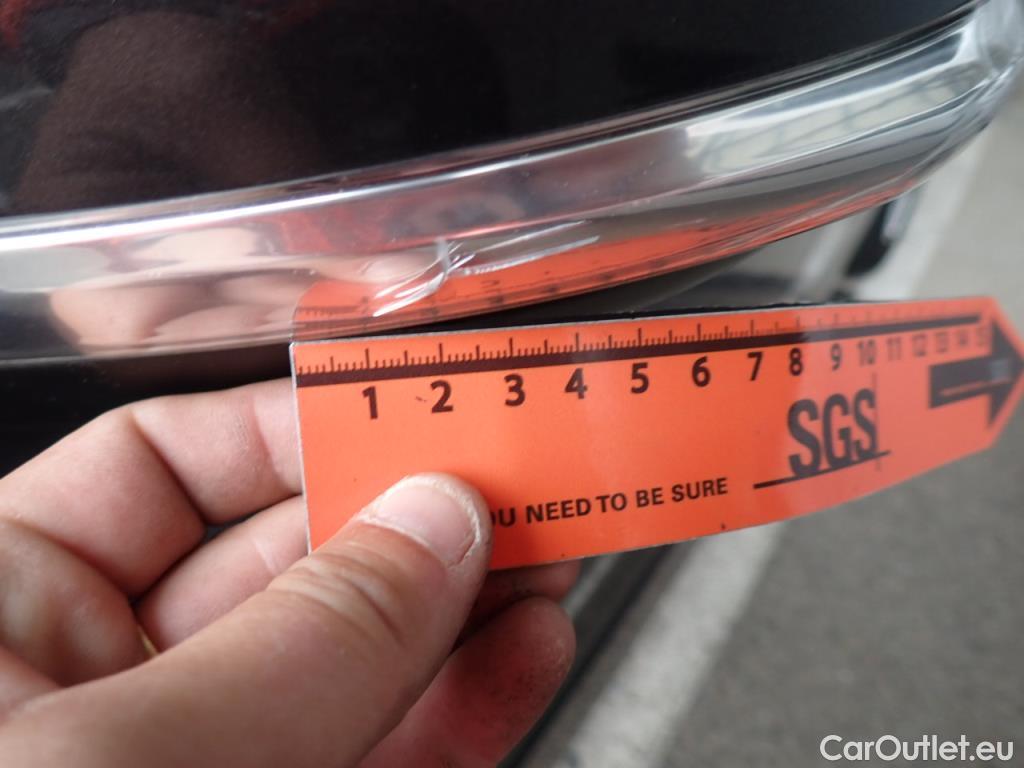 1 2 3 4 5 6 7 8 9 10 11 12 13 14 15
SGS
OU NEED TO BE SURE
CarOutlet.eu